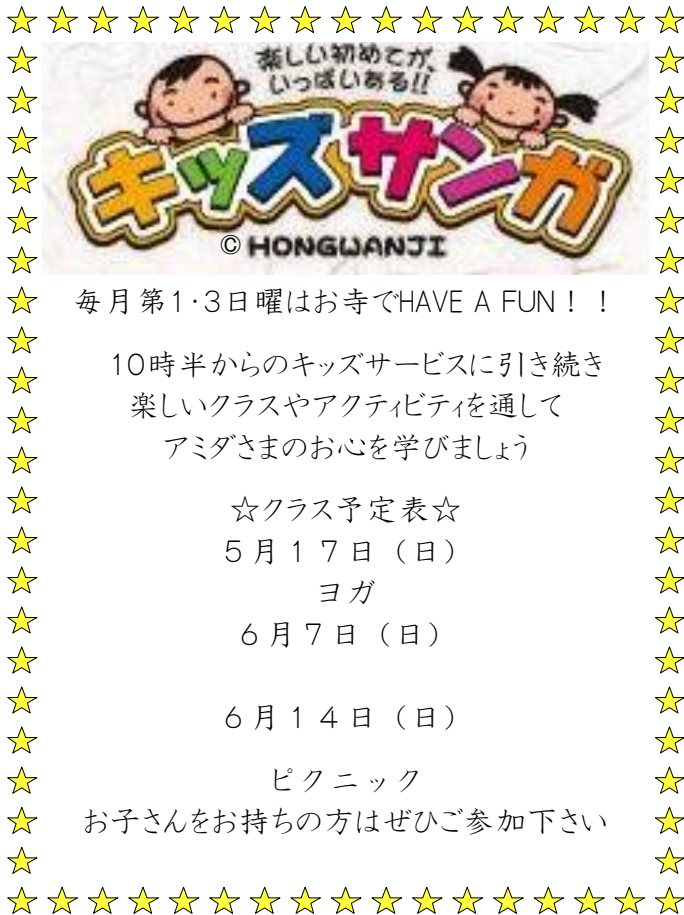 楽しい初めてが、
いっぱいある!!
キッズサンガ
© HONGWANJI
毎月第1・3日曜はお寺でHAVE A FUN！！
10時半からのキッズサービスに引き続き
楽しいクラスやアクティビティを通して
アミダさまのお心を学びましょう
☆クラス予定表☆
５月１７日（日）
ヨガ
６月７日（日）
６月１４日（日）
ピクニック
お子さんをお持ちの方はぜひご参加下さい